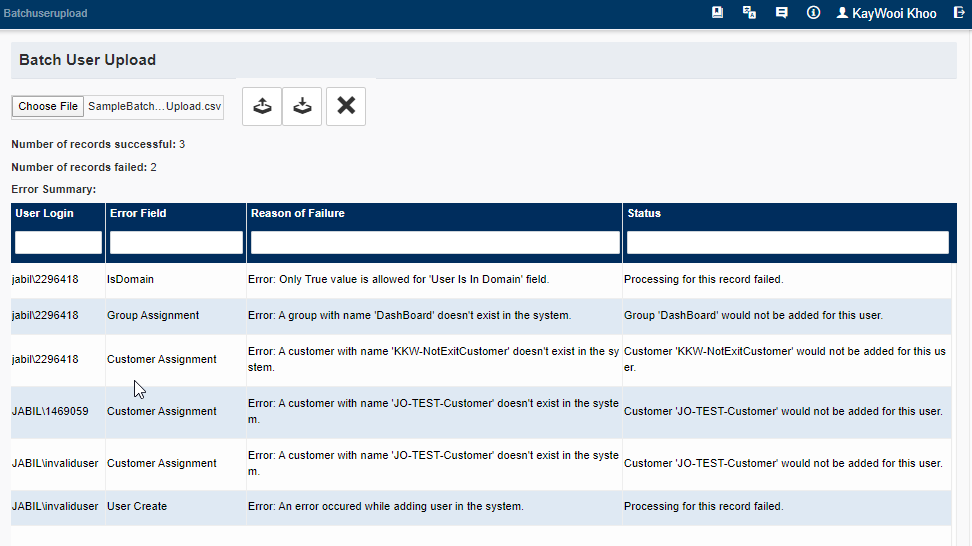 Batchuserupload
KayWooi Khoo
Batch User Upload
Choose File SampleBatch...Upload.csv
Number of records successful: 3
Number of records failed: 2
Error Summary:
User Login Error Field Reason of Failure Status
jabil\2296418 IsDomain Error: Only True value is allowed for 'User Is In Domain' field. Processing for this record failed.
jabil\2296418 Group Assignment Error: A group with name 'DashBoard' doesn't exist in the system. Group 'DashBoard' would not be added for this user.
jabil\2296418 Customer Assignment Error: A customer with name 'KKW-NotExitCustomer' doesn't exist in the sy
stem.
Customer 'KKW-NotExitCustomer' would not be added for this us
er.
JABIL\1469059 Customer Assignment Error: A customer with name 'JO-TEST-Customer' doesn't exist in the syste
m.
Customer 'JO-TEST-Customer' would not be added for this user.
JABIL\invaliduser Customer Assignment Error: A customer with name 'JO-TEST-Customer' doesn't exist in the syste
m.
Customer 'JO-TEST-Customer' would not be added for this user.
JABIL\invaliduser User Create Error: An error occured while adding user in the system. Processing for this record failed.